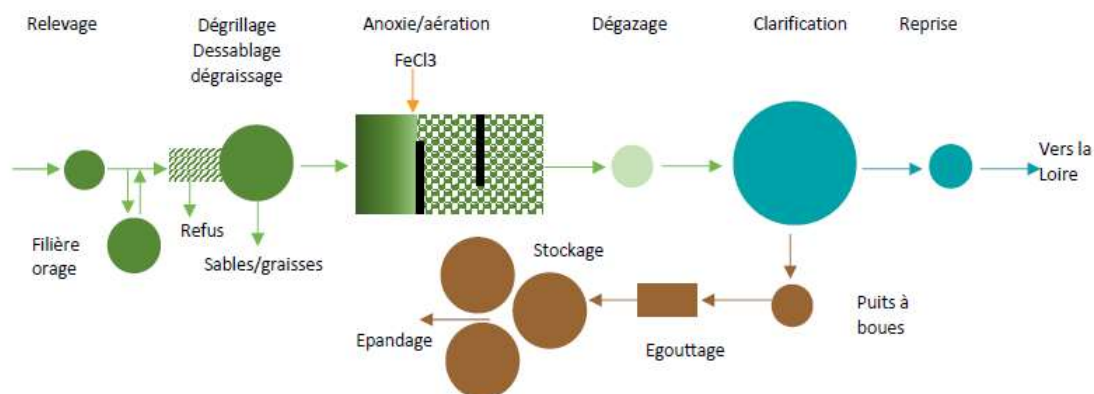 Relevage
Dégrillage
Dessablage
dégraissage
Anoxie/aération
FeCl3
Dégazage
Clarification
Reprise
Vers la
Loire
Filière
orage
Refus
Sables/graisses
Stockage
Epandage
Egouttage
Puits à
boues